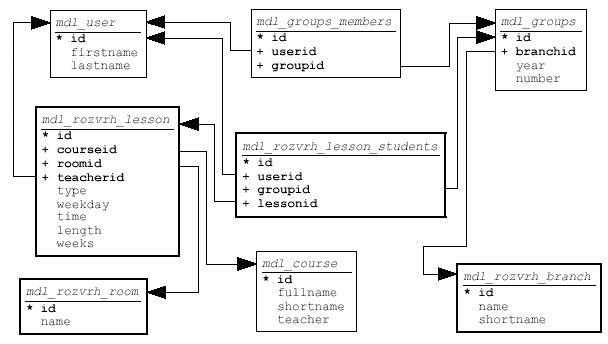 mdl_user
* id
firstname
lastname
mdl_groups_members
* id
+ userid
+ groupid
mdl_groups
* id
+ branchid
year
number
mdl_rozvrh_lesson
* id
+ courseid
+ roomid
+ teacherid
type
weekday
time
length
weeks
mdl_rozvrh_lesson_students
* id
+ userid
+ groupid
+ lessonid
mdl_rozvrh_room
* id
name
mdl_course
* id
fullname
shortname
teacher
mdl_rozvrh_branch
* id
name
shortname